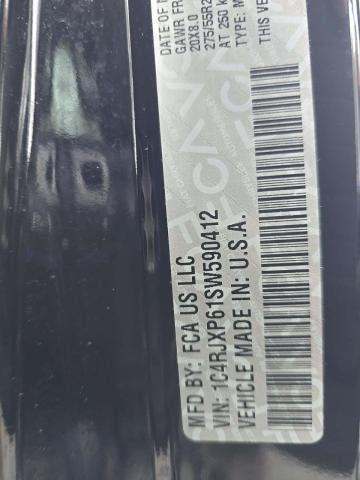 DATE OF
GAWR FR
20X8.0
275/55R2
AT 250 K
TYPE: M
THIS VE
MFD BY: FCA US LLC
VIN: 1C4RJXP61SW590412
VEHICLE MADE IN: U.S.A.